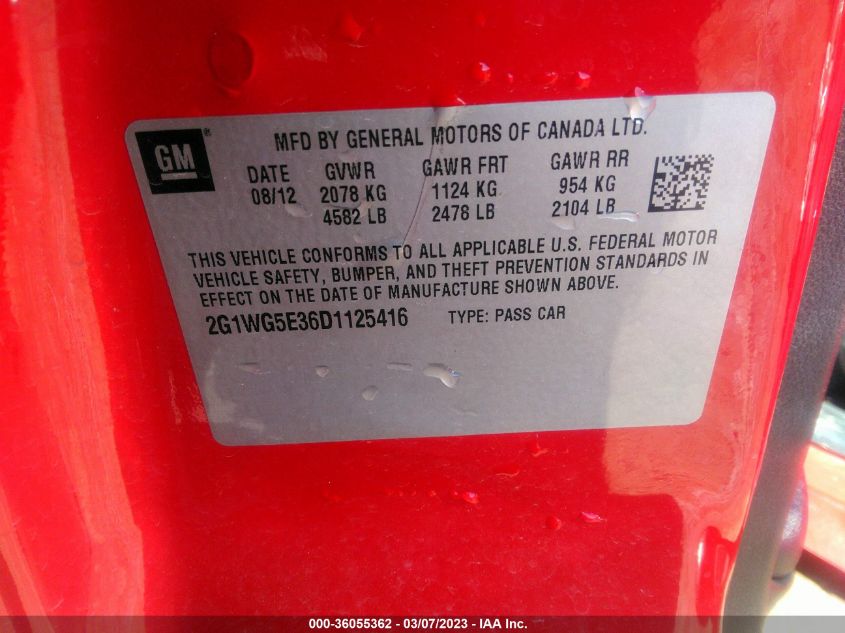 GM
MFD BY GENERAL MOTORS OF CANADA LTD.
DATE GVWR GAWR FRT GAWR RR
08/12 2078 KG 1124 KG 954 KG
4582 LB 2478 LB 2104 LB
THIS VEHICLE CONFORMS TO ALL APPLICABLE U.S. FEDERAL MOTOR
VEHICLE SAFETY, BUMPER, AND THEFT PREVENTION STANDARDS IN
EFFECT ON THE DATE OF MANUFACTURE SHOWN ABOVE.
2G1WG5E36D1125416 TYPE: PASS CAR
000-36055362 - 03/07/2023 - IAA Inc.